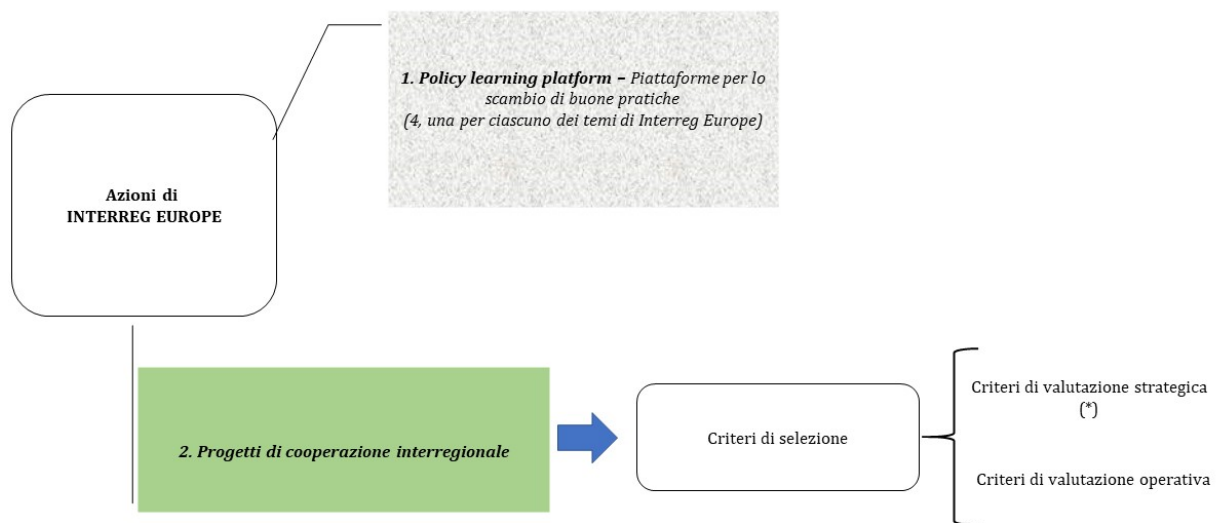 1. Policy learning platform – Piattaforme per lo
scambio di buone pratiche
(4, una per ciascuno dei temi di Interreg Europe)
Azioni di
INTERREG EUROPE
2. Progetti di cooperazione interregionale
Criteri di selezione
Criteri di valutazione strategica
(*)
Criteri di valutazione operativa